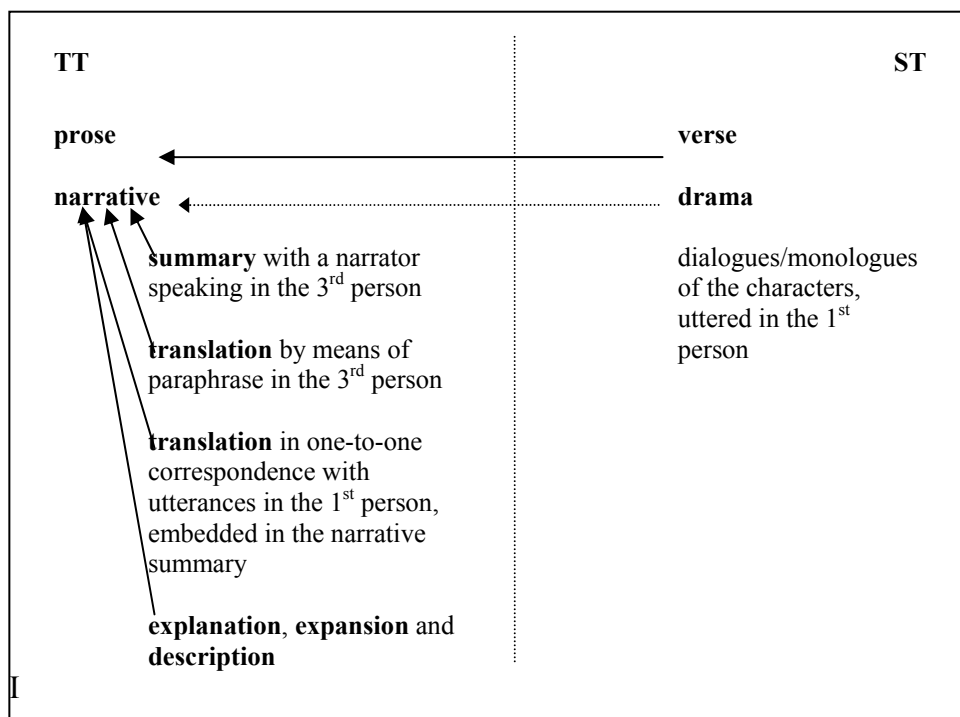 TT
ST
prose
verse
narrative
drama
summary with a narrator
speaking in the 3rd person
translation by means of
paraphrase in the 3rd person
translation in one-to-one
correspondence with
utterances in the 1st person,
embedded in the narrative
summary
explanation, expansion and
description
dialogues/monologues
of the characters,
uttered in the 1st
person
I